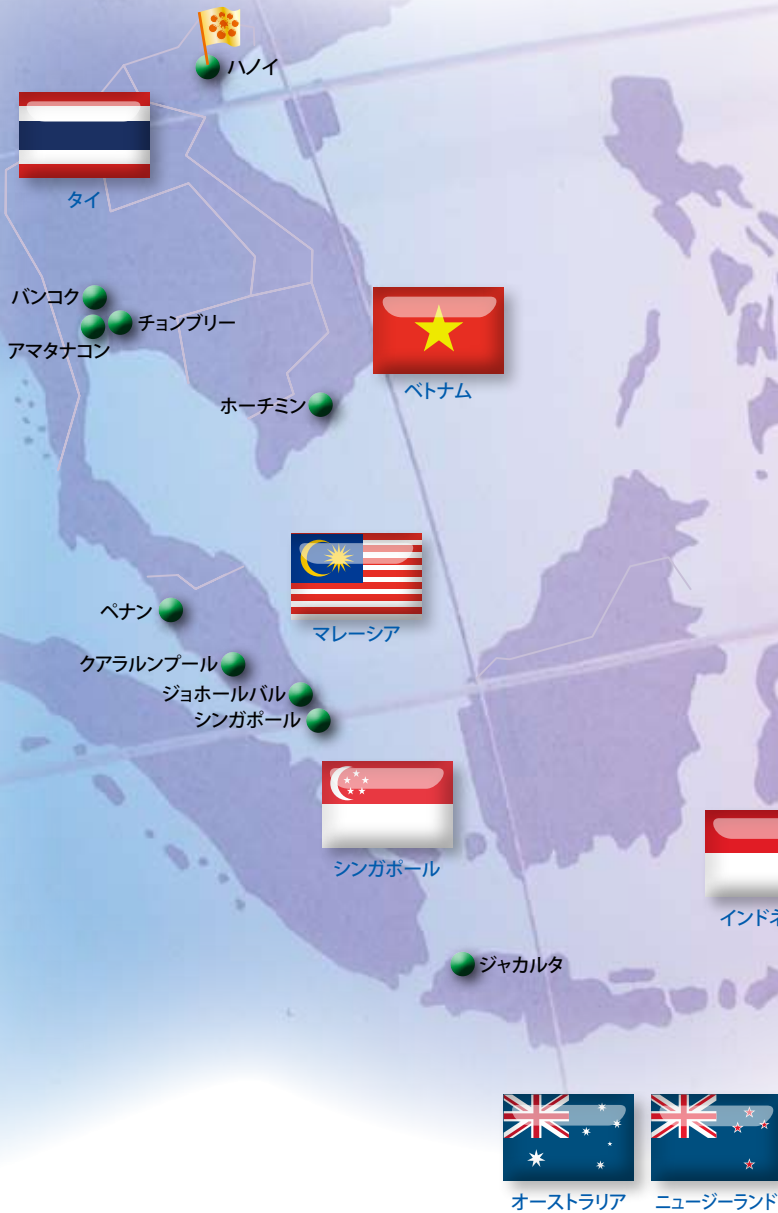 ハノイ
タイ
バンコク
チョンブリー
アマタナコン
ベトナム
ホーチミン
マレーシア
ペナン
クアラルンプール
ジョホールバル
シンガポール
シンガポール
インドネ
ジャカルタ
オーストラリア
ニュージーランド